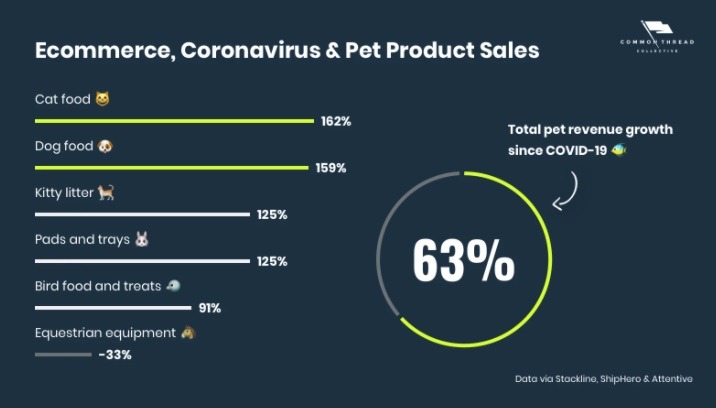 Ecommerce, Coronavirus & Pet Product Sales
COMMON THREAD
COLLECTIVE
Cat food 😺
162%
Dog food 🐶
159%
Kitty litter 🐈
125%
Pads and trays 🐰
125%
Bird food and treats 🐦
91%
Equestrian equipment 🐴
-33%
Total pet revenue growth
since COVID-19 🐠
63%
Data via Stackline, ShipHero & Attentive